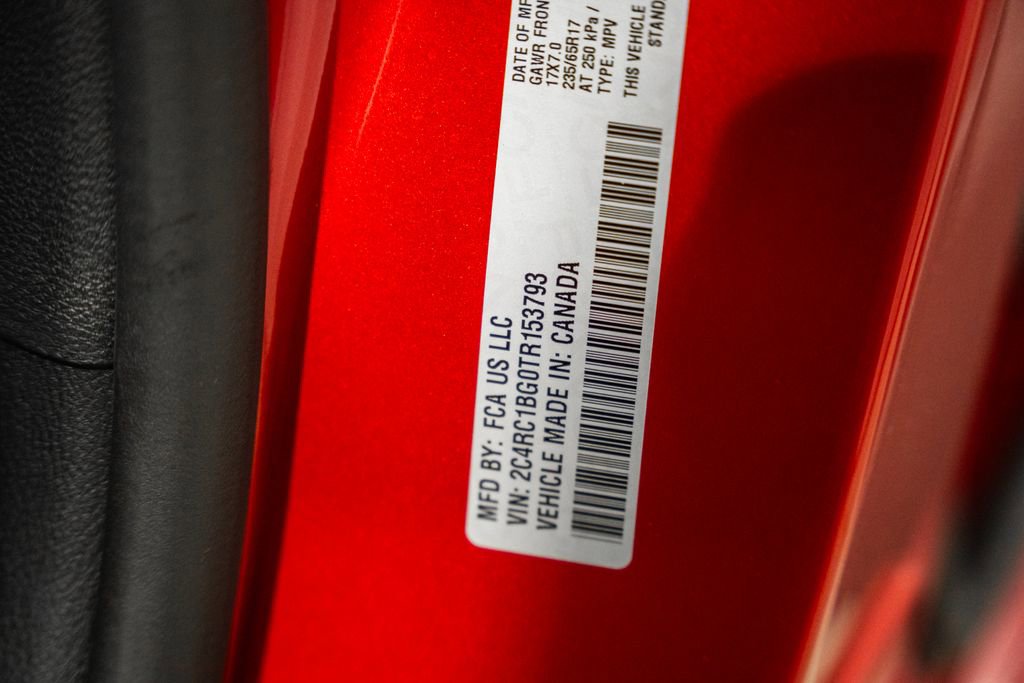 MFD BY: FCA US LLC
VIN: 2C4RC1BG0TR153793
VEHICLE MADE IN: CANADA
DATE OF MF
GAWR FRON
17X7.0
235/65R17
AT 250 kPa /
TYPE: MPV
THIS VEHICLE
STAND